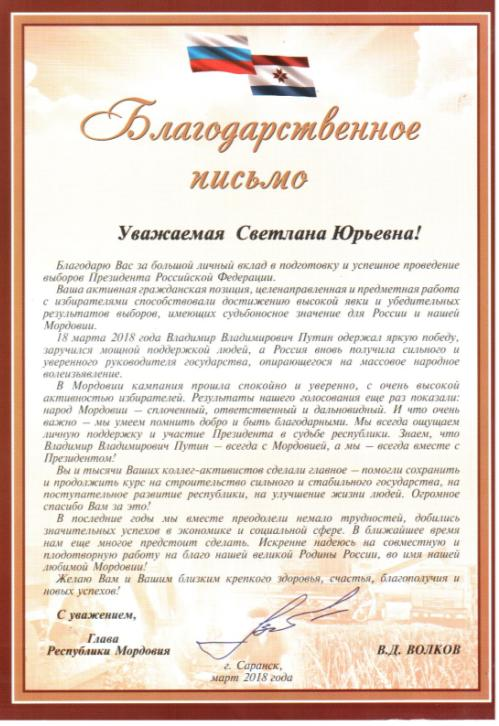 Благодарственное
письмо
Уважаемая Светлана Юрьевна!
Благодарю Вас за большой личный вклад в подготовку и успешное проведение
выборов Президента Российской Федерации.
Ваша активная гражданская позиция, целенаправленная и предметная работа
с избирателями способствовали достижению высокой явки и убедительных
результатов выборов, имеющих судьбоносное значение для России и нашей
Мордовии.
18 марта 2018 года Владимир Владимирович Путин одержал яркую победу,
заручился мощной поддержкой людей, а Россия вновь получила сильного и
уверенного руководителя государства, опирающегося на массовое народное
волеизъявление.
В Мордовии кампания прошла спокойно и уверенно, с очень высокой
активностью избирателей. Результаты нашего голосования еще раз показали:
народ Мордовии – сплоченный, ответственный и дальновидный. И что очень
важно – мы умеем помнить добро и быть благодарными. Мы всегда ощущаем
личную поддержку и участие Президента в судьбе республики. Знаем, что
Владимир Владимирович Путин – всегда с Мордовией, а мы – всегда вместе с
Президентом!
Вы и тысячи Ваших коллег-активистов сделали главное – помогли сохранить
и продолжить курс на строительство сильного и стабильного государства, на
поступательное развитие республики, на улучшение жизни людей. Огромное
спасибо Вам за это!
В последние годы мы вместе преодолели немало трудностей, добились
значительных успехов в экономике и социальной сфере. В ближайшее время
нам еще многое предстоит сделать. Искренне надеюсь на совместную и
плодотворную работу на благо нашей великой Родины России, во имя нашей
любимой Мордовии!
Желаю Вам и Вашим близким крепкого здоровья, счастья, благополучия и
новых успехов!
С уважением,
Глава
Республики Мордовия
В.Д. ВОЛКОВ
г. Саранск,
март 2018 года